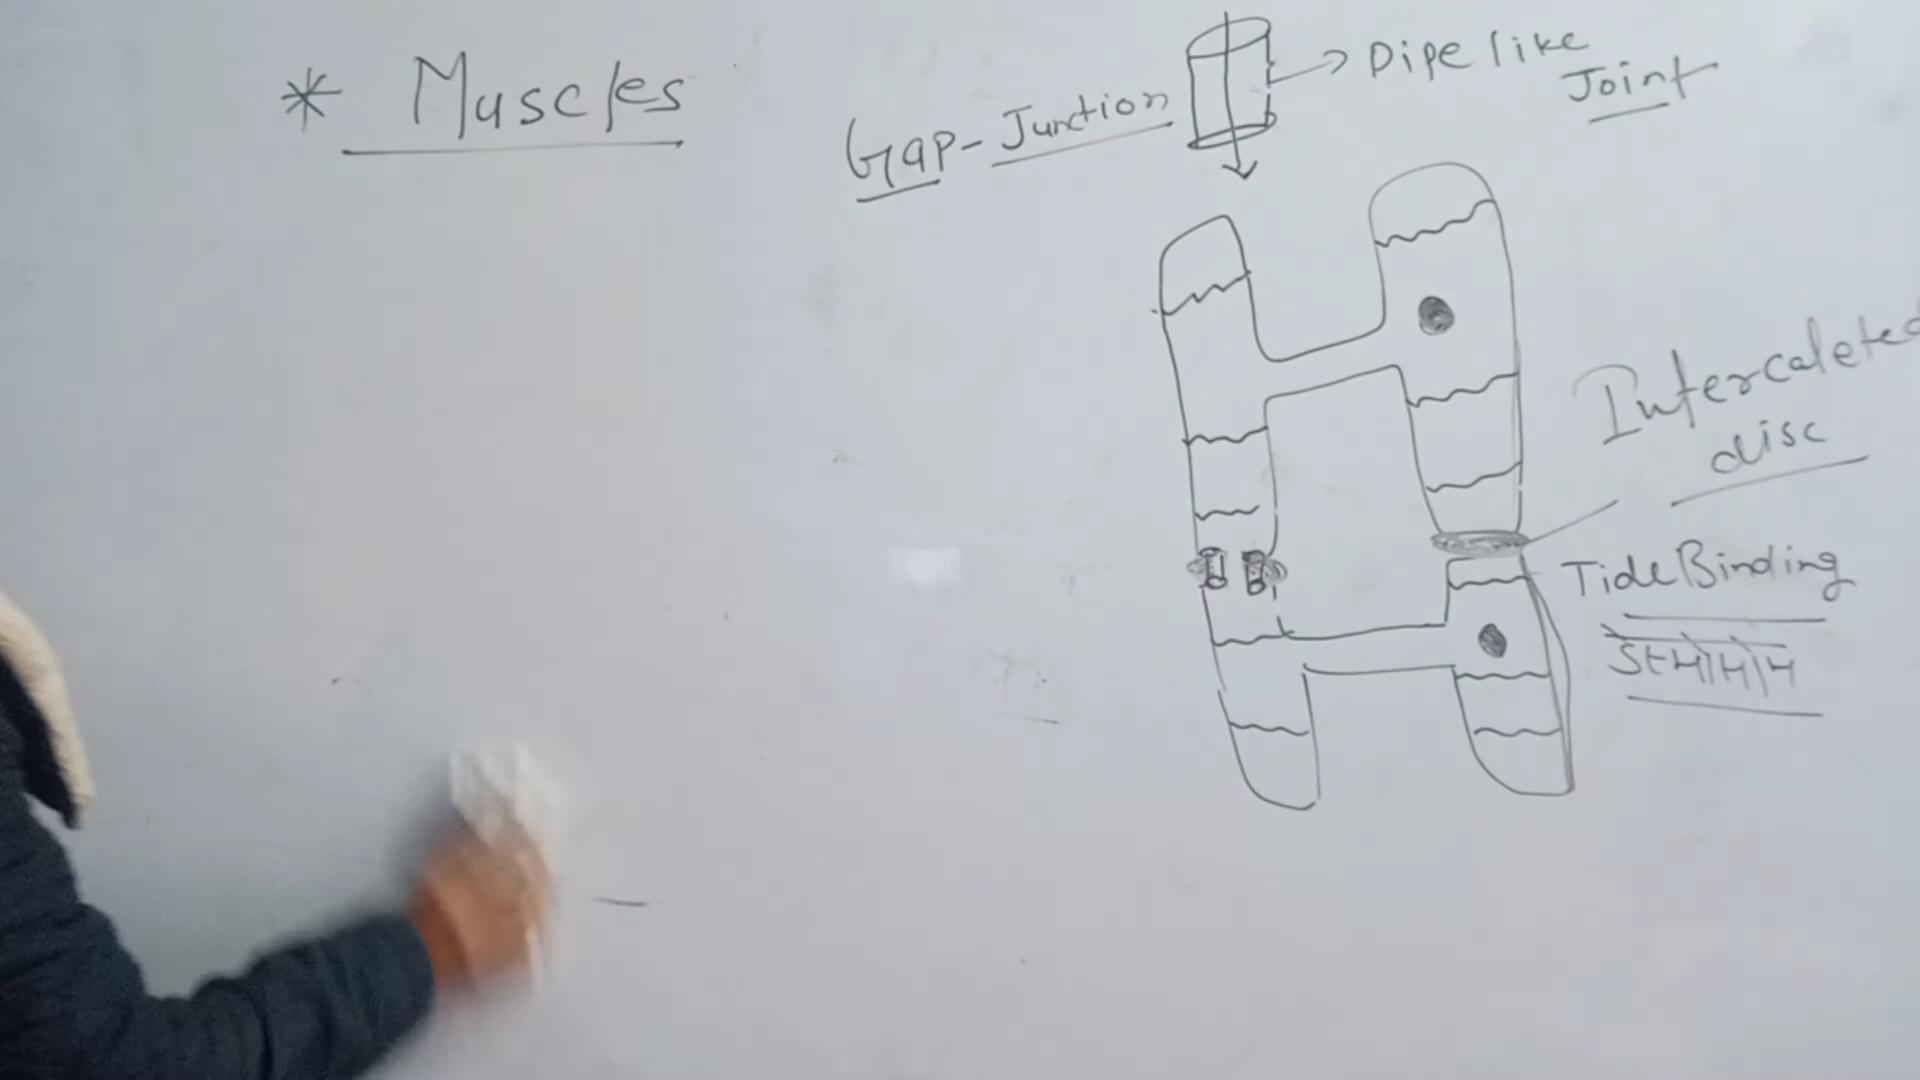 * Muscles
Gap-Junction
Pipe like
Joint
Intercaleted
disc
Tide Binding